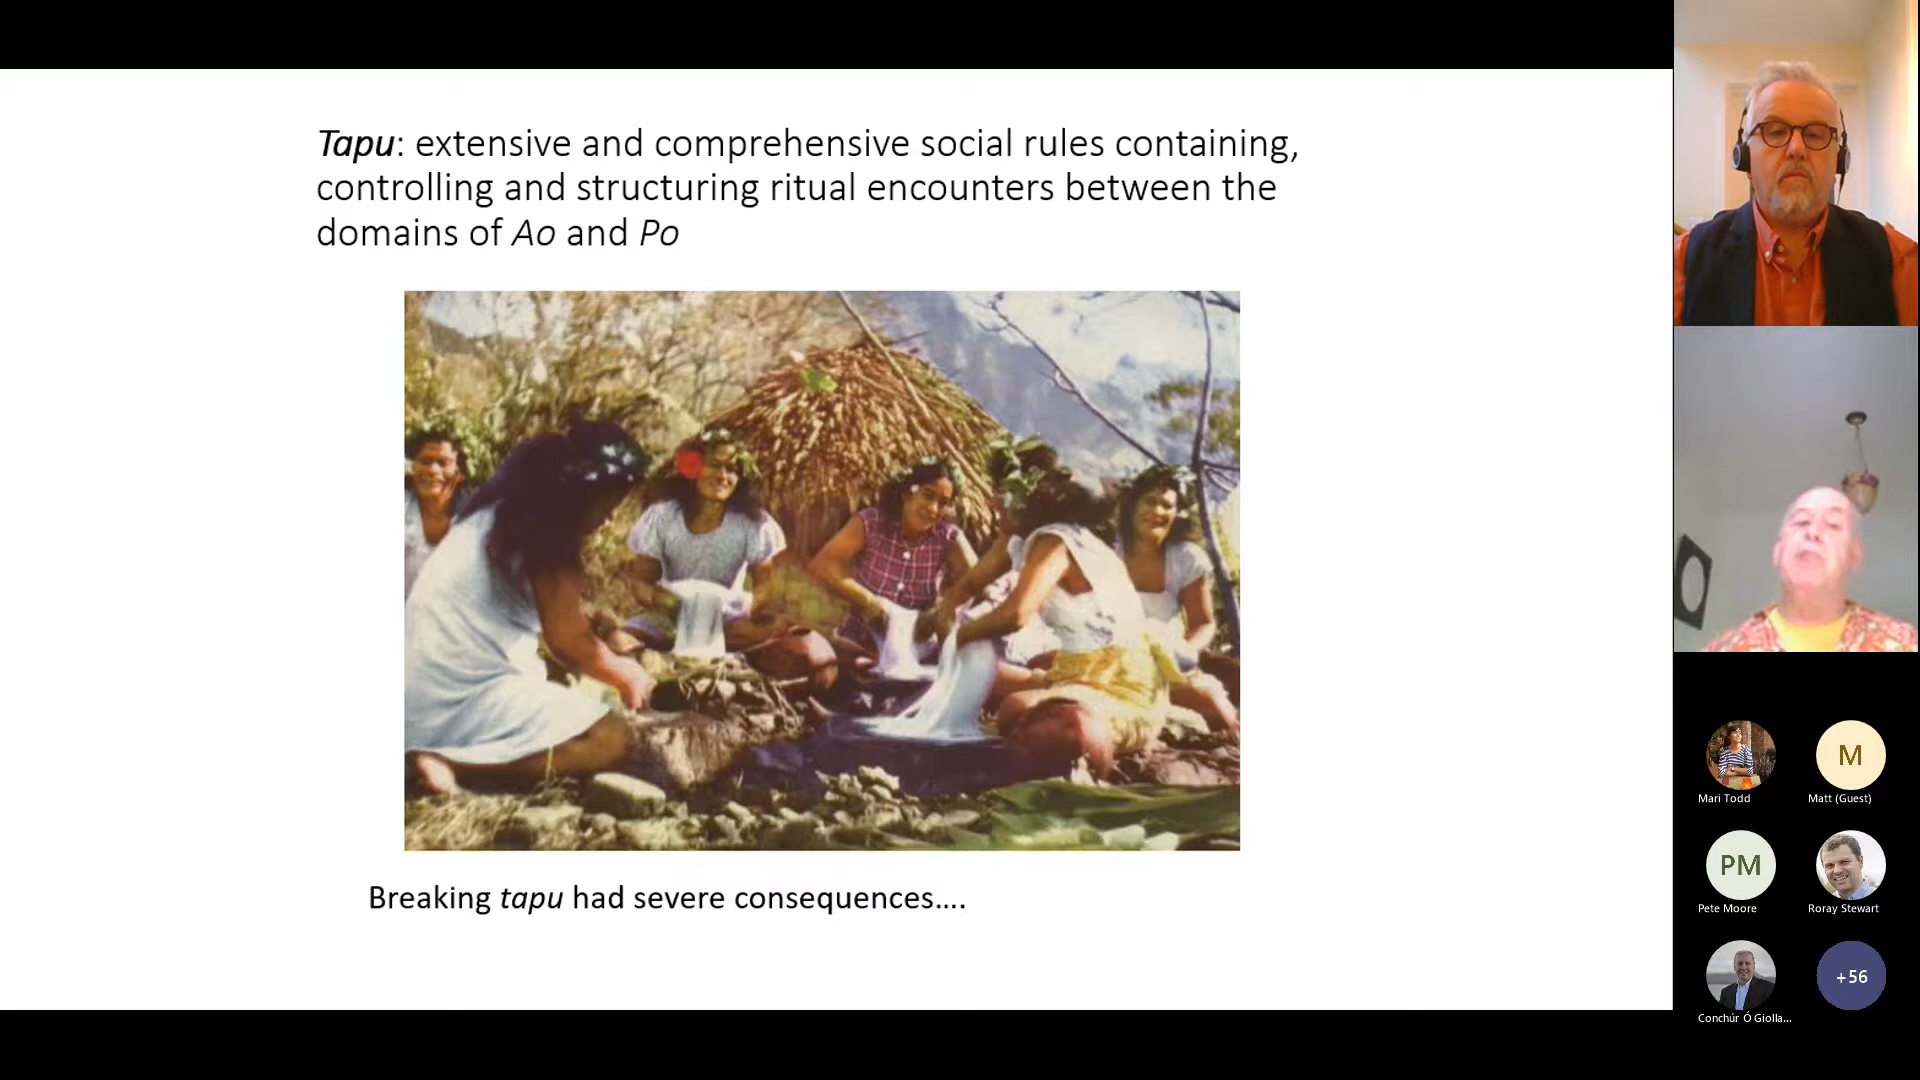 Tapu: extensive and comprehensive social rules containing,
controlling and structuring ritual encounters between the
domains of Ao and Po
Breaking tapu had severe consequences....
Mari Todd
M
Matt (Guest)
PM
Pete Moore
Roray Stewart
Conchúr Ó Giolla...
+56